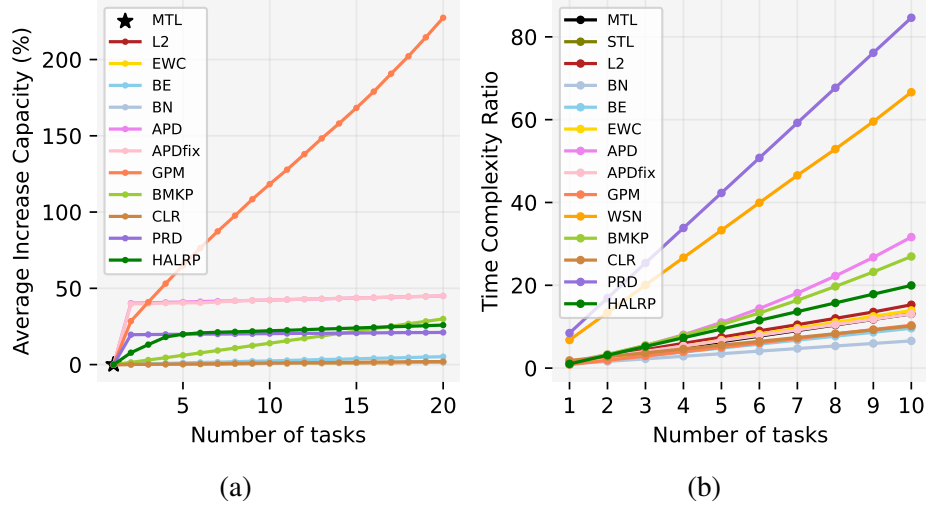 Average Increase Capacity (%)
200
150
100
50
0
5
10
15
20
Number of tasks
MTL
L2
EWC
BE
BN
APD
APDfix
GPM
BMKP
CLR
PRD
HALRP
(a)
Time Complexity Ratio
80
60
40
20
0
1
2
3
4
5
6
7
8
9
10
Number of tasks
MTL
STL
L2
BN
BE
EWC
APD
APDfix
GPM
WSN
BMKP
CLR
PRD
HALRP
(b)